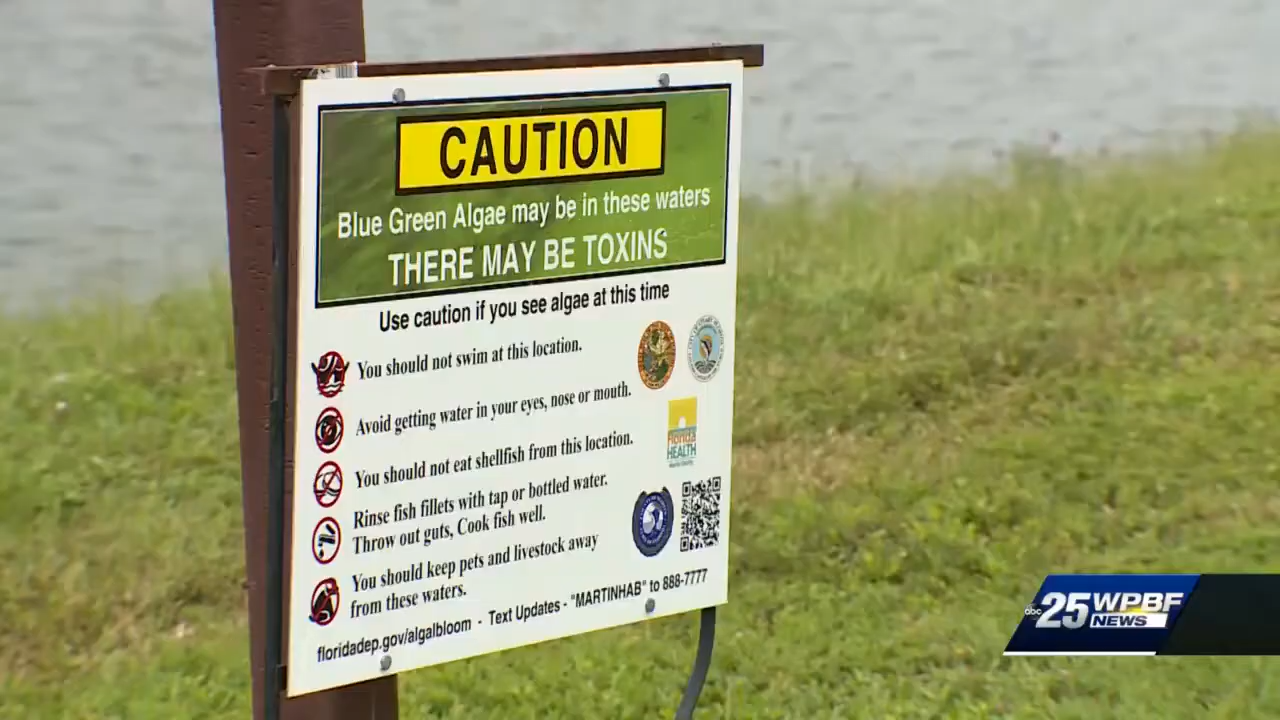 CAUTION
Blue Green Algae may be in these waters
THERE MAY BE TOXINS
Use caution if you see algae at this time
You should not swim at this location.
Avoid getting water in your eyes, nose or mouth.
You should not eat shellfish from this location.
Rinse fish fillets with tap or bottled water.
Throw out guts, Cook fish well.
You should keep pets and livestock away
from these waters.
Florida
HEALTH
floridadep.gov/algalbloom - Text Updates - "MARTINHAB" to 888-7777
abc 25 WPBF
NEWS